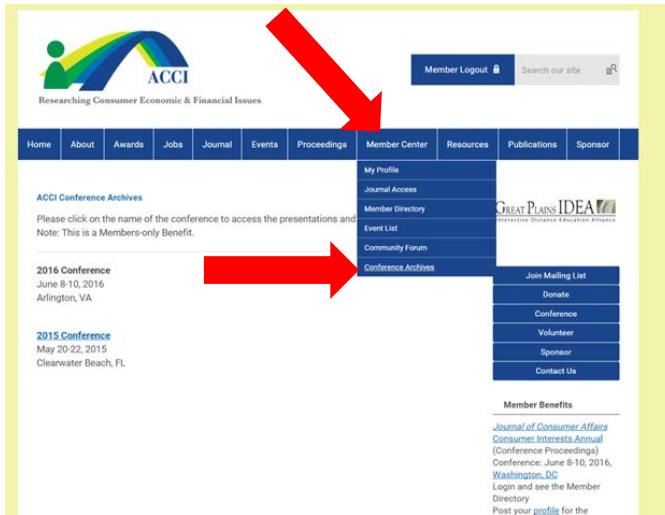 ACCI
Researching Consumer Economic & Financial Issues
Member Logout
Search our site
Home About Awards Jobs Journal Events Proceedings Member Center Resources Publications Sponsor
My Profile
Journal Access
Member Directory
Event List
Community Forum
Conference Archives
ACCI Conference Archives
Please click on the name of the conference to access the presentations and
Note: This is a Members-only Benefit.
2016 Conference
June 8-10, 2016
Arlington, VA
2015 Conference
May 20-22, 2015
Clearwater Beach, FL
GREAT PLAINS IDEA
Interactive Distance Education Alliance
Join Mailing List
Donate
Conference
Volunteer
Sponsor
Contact Us
Member Benefits
Journal of Consumer Affairs
Consumer Interests Annual
(Conference Proceedings)
Conference: June 8-10, 2016,
Washington, DC
Login and see the Member
Directory
Post your profile for the